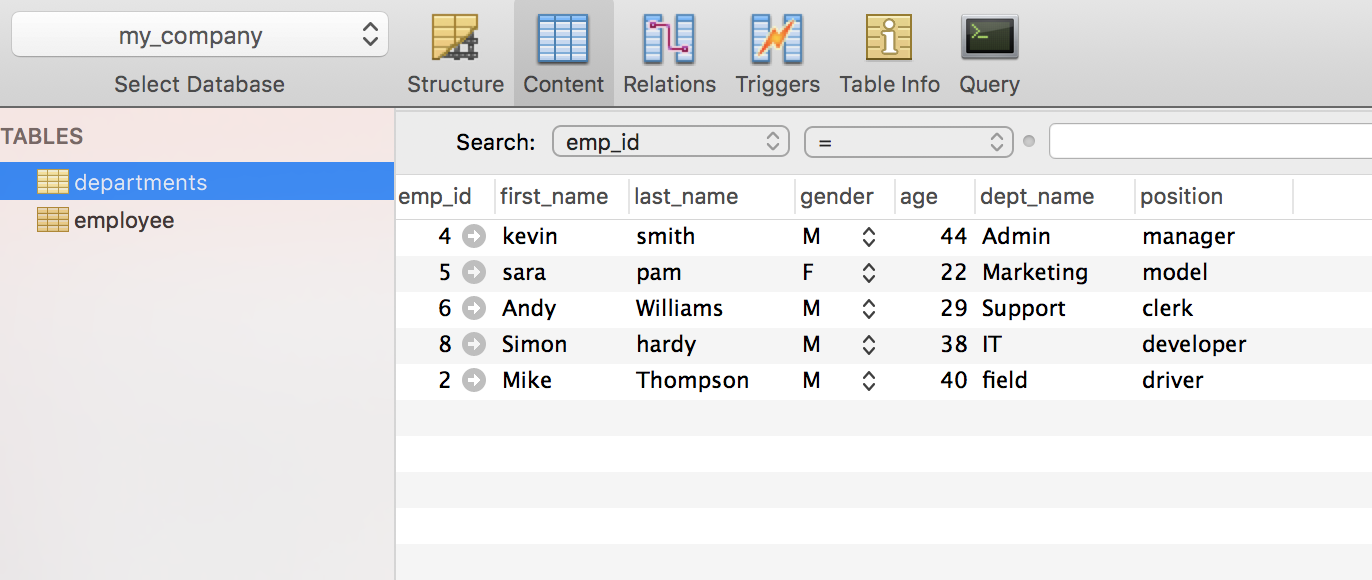 my_company
Select Database
Structure Content Relations Triggers Table Info Query
TABLES
departments
employee
Search: emp_id =
emp_id first_name last_name gender age dept_name position
4 kevin smith M 44 Admin manager
5 sara pam F 22 Marketing model
6 Andy Williams M 29 Support clerk
8 Simon hardy M 38 IT developer
2 Mike Thompson M 40 field driver